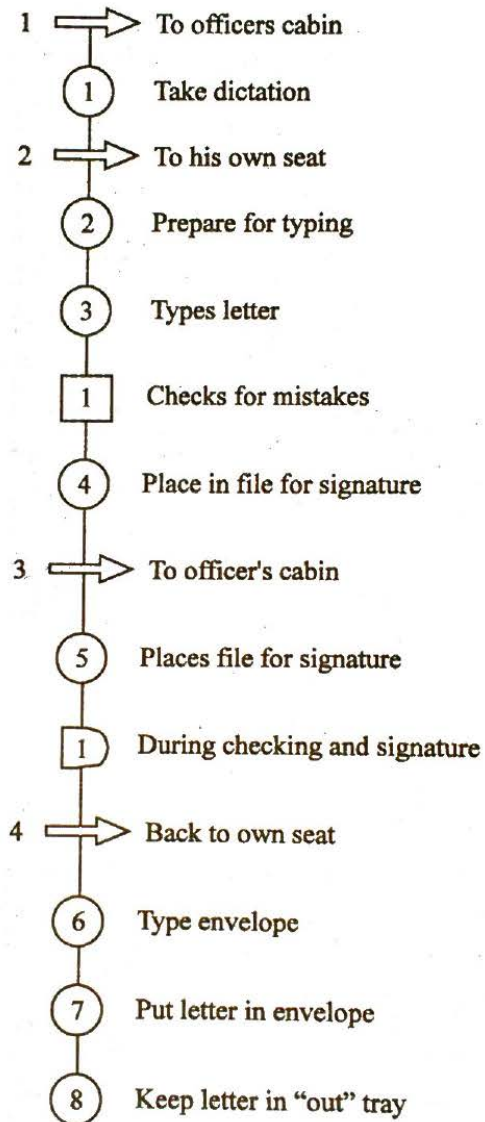 1 To officers cabin
1 Take dictation
2 To his own seat
2 Prepare for typing
3 Types letter
1 Checks for mistakes
4 Place in file for signature
3 To officer's cabin
5 Places file for signature
1 During checking and signature
4 Back to own seat
6 Type envelope
7 Put letter in envelope
8 Keep letter in “out” tray